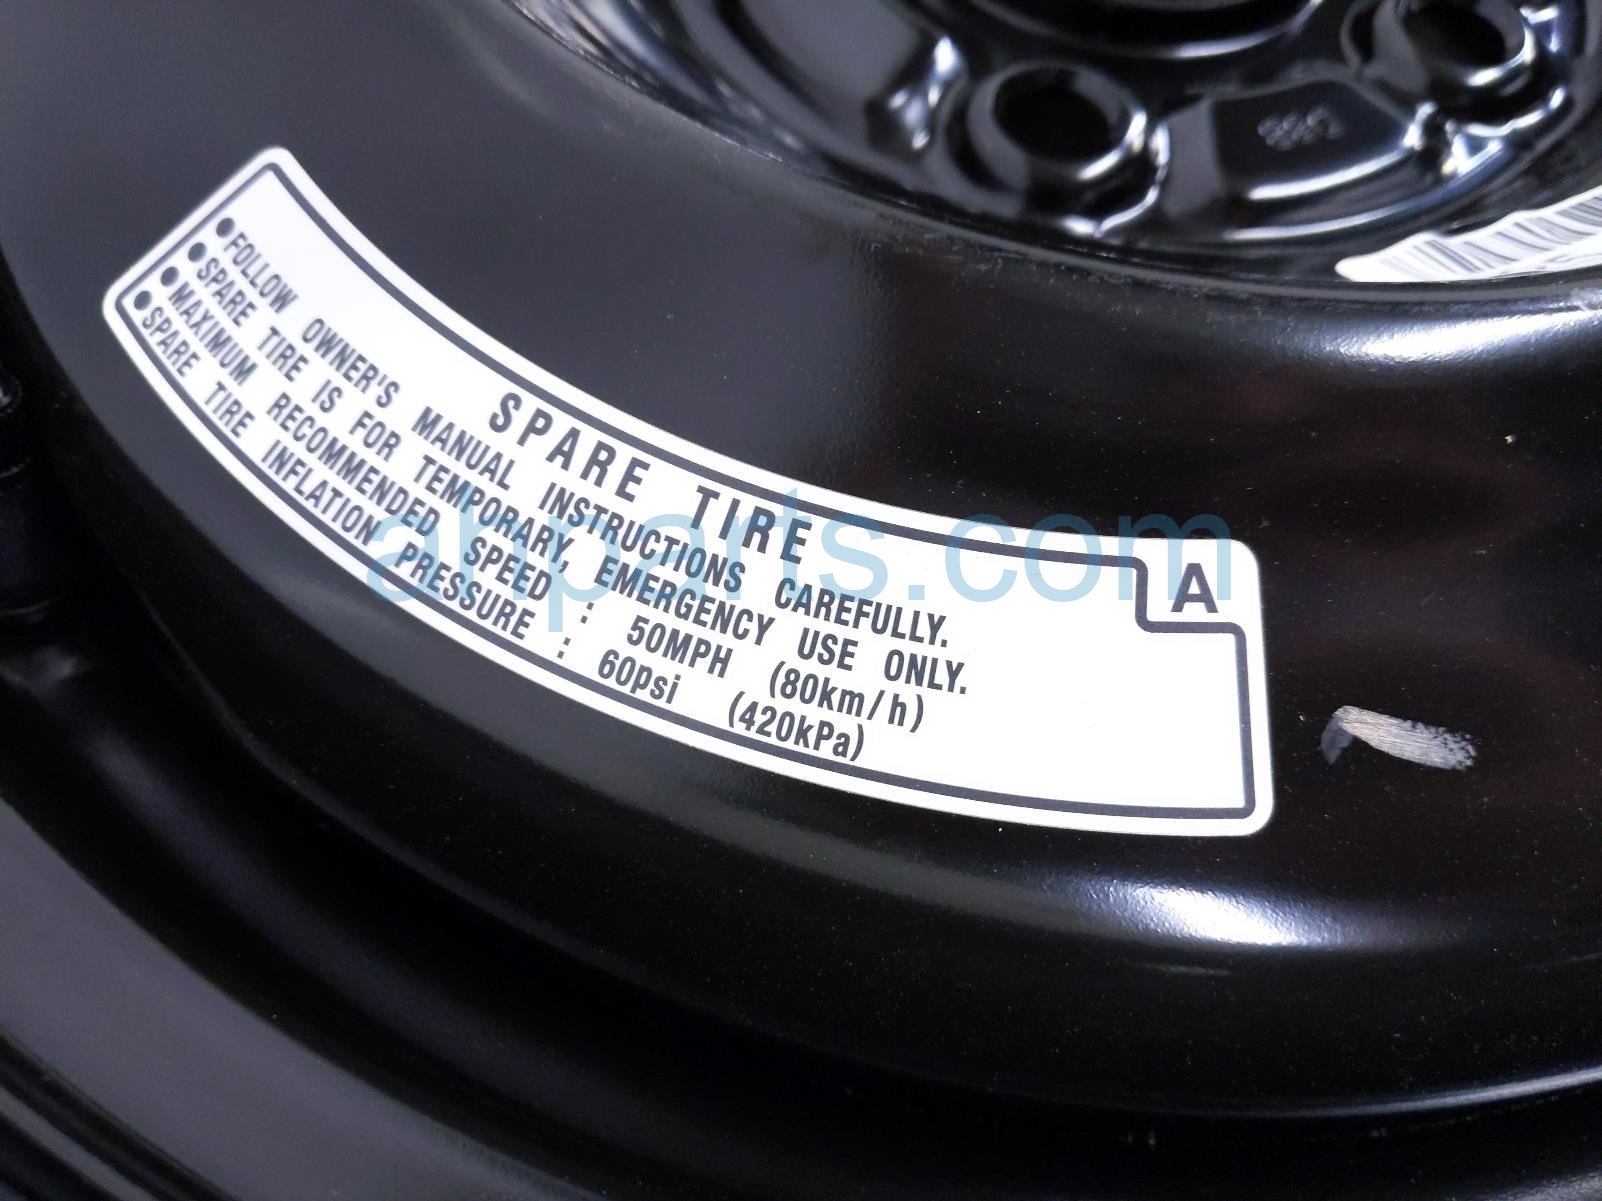 SPARE TIRE
A
●FOLLOW OWNER'S MANUAL INSTRUCTIONS CAREFULLY.
●SPARE TIRE IS FOR TEMPORARY, EMERGENCY USE ONLY.
●MAXIMUM RECOMMENDED SPEED : 50MPH (80km/h)
●SPARE TIRE INFLATION PRESSURE : 60psi (420kPa)
ahparts.com